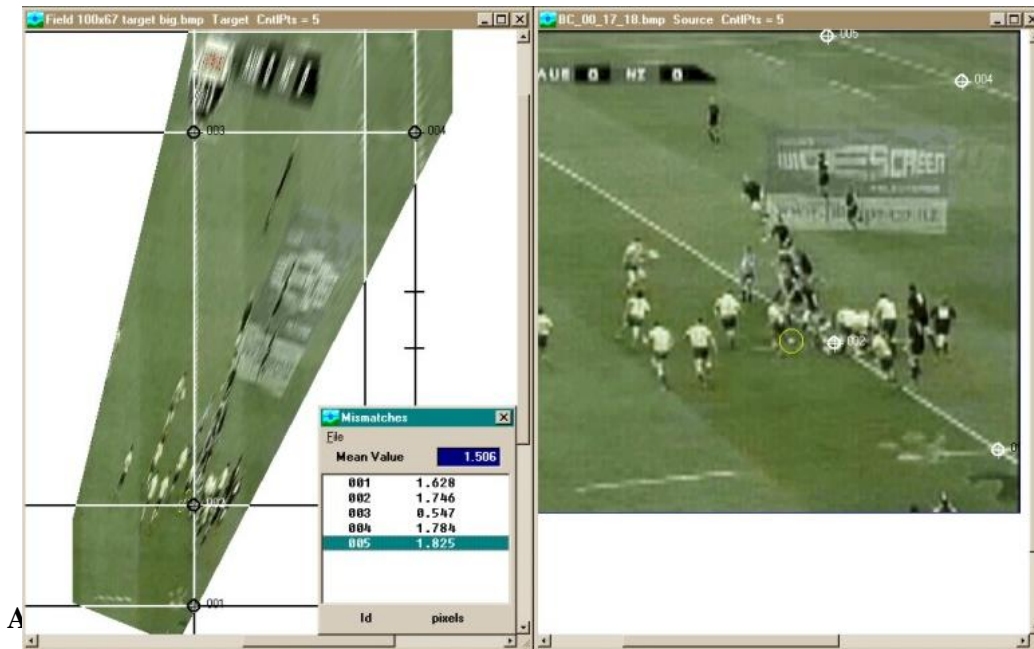 Field 100x67 target big.bmp Target CntlPts = 5
003
004
001
Mismatches
File
Mean Value 1.506
001 1.628
002 1.746
003 0.547
004 1.784
005 1.825
Id pixels
A
BC_00_17_18.bmp Source CntlPts = 5
005
004
AUS 0 NZ 0
WIDESCREEN
002